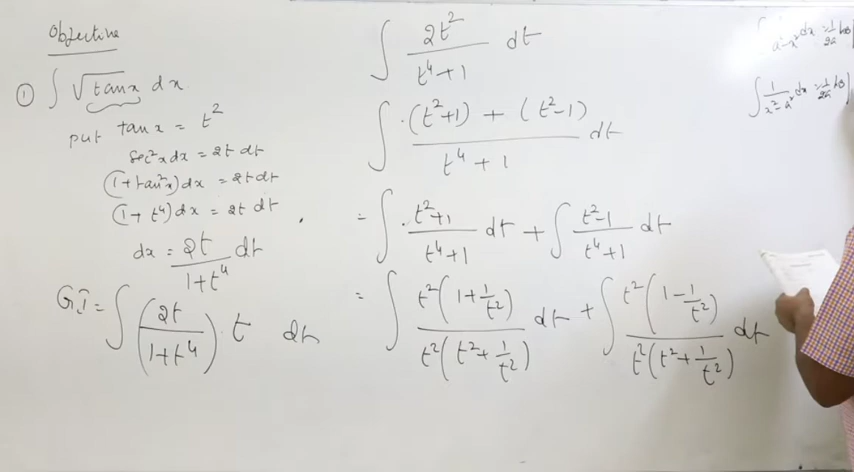 Objective
① ∫ √tanx dx
put tanx = t²
sec²x dx = 2t dt
(1+tan²x)dx = 2t dt
(1+t⁴)dx = 2t dt
dx = 2t/(1+t⁴) dt
G.I = ∫ (2t/(1+t⁴)) · t dt
∫ 2t²/(t⁴+1) dt
∫ ((t²+1) + (t²-1))/(t⁴+1) dt
= ∫ (t²+1)/(t⁴+1) dt + ∫ (t²-1)/(t⁴+1) dt
= ∫ t²(1+1/t²)/t²(t²+1/t²) dt + ∫ t²(1-1/t²)/t²(t²+1/t²) dt
∫ 1/(x²-a²) dx = 1/2a log